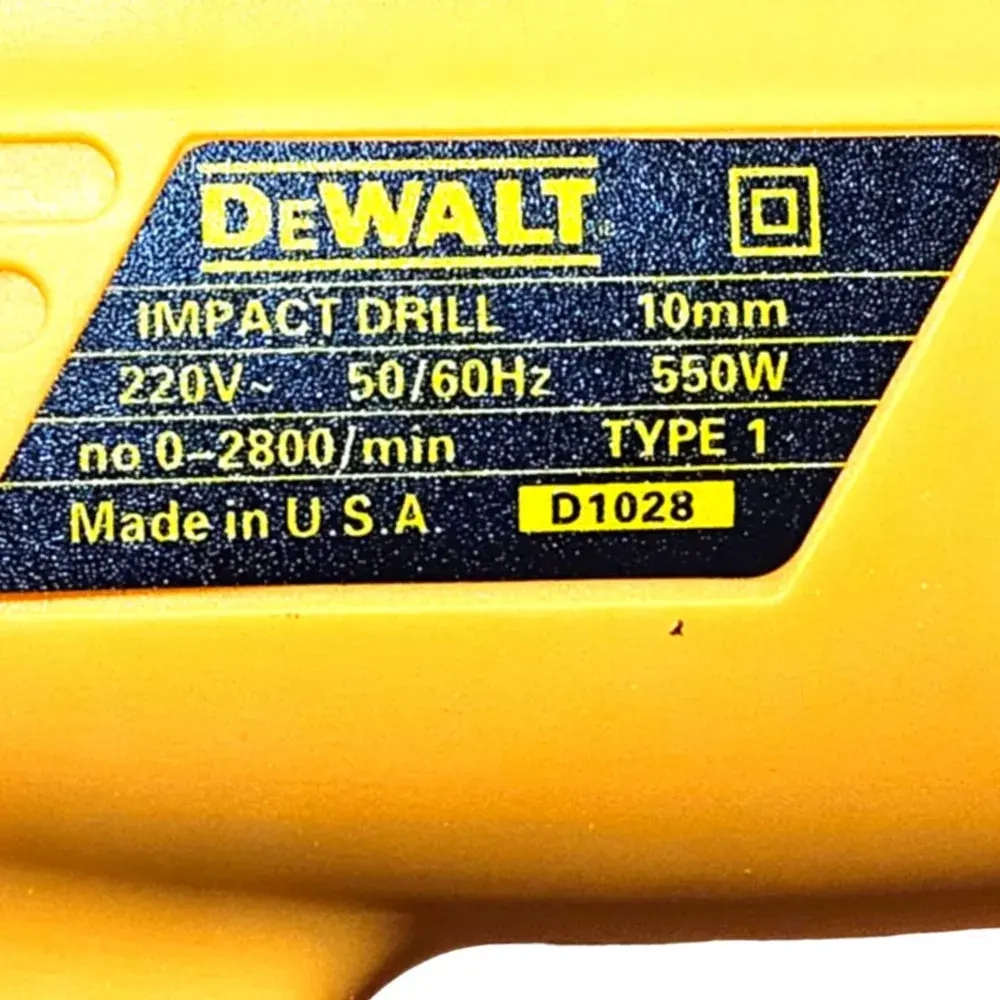 DEWALT
IMPACT DRILL 10mm
220V~ 50/60Hz 550W
no 0-2800/min TYPE 1
Made in U.S.A. D1028